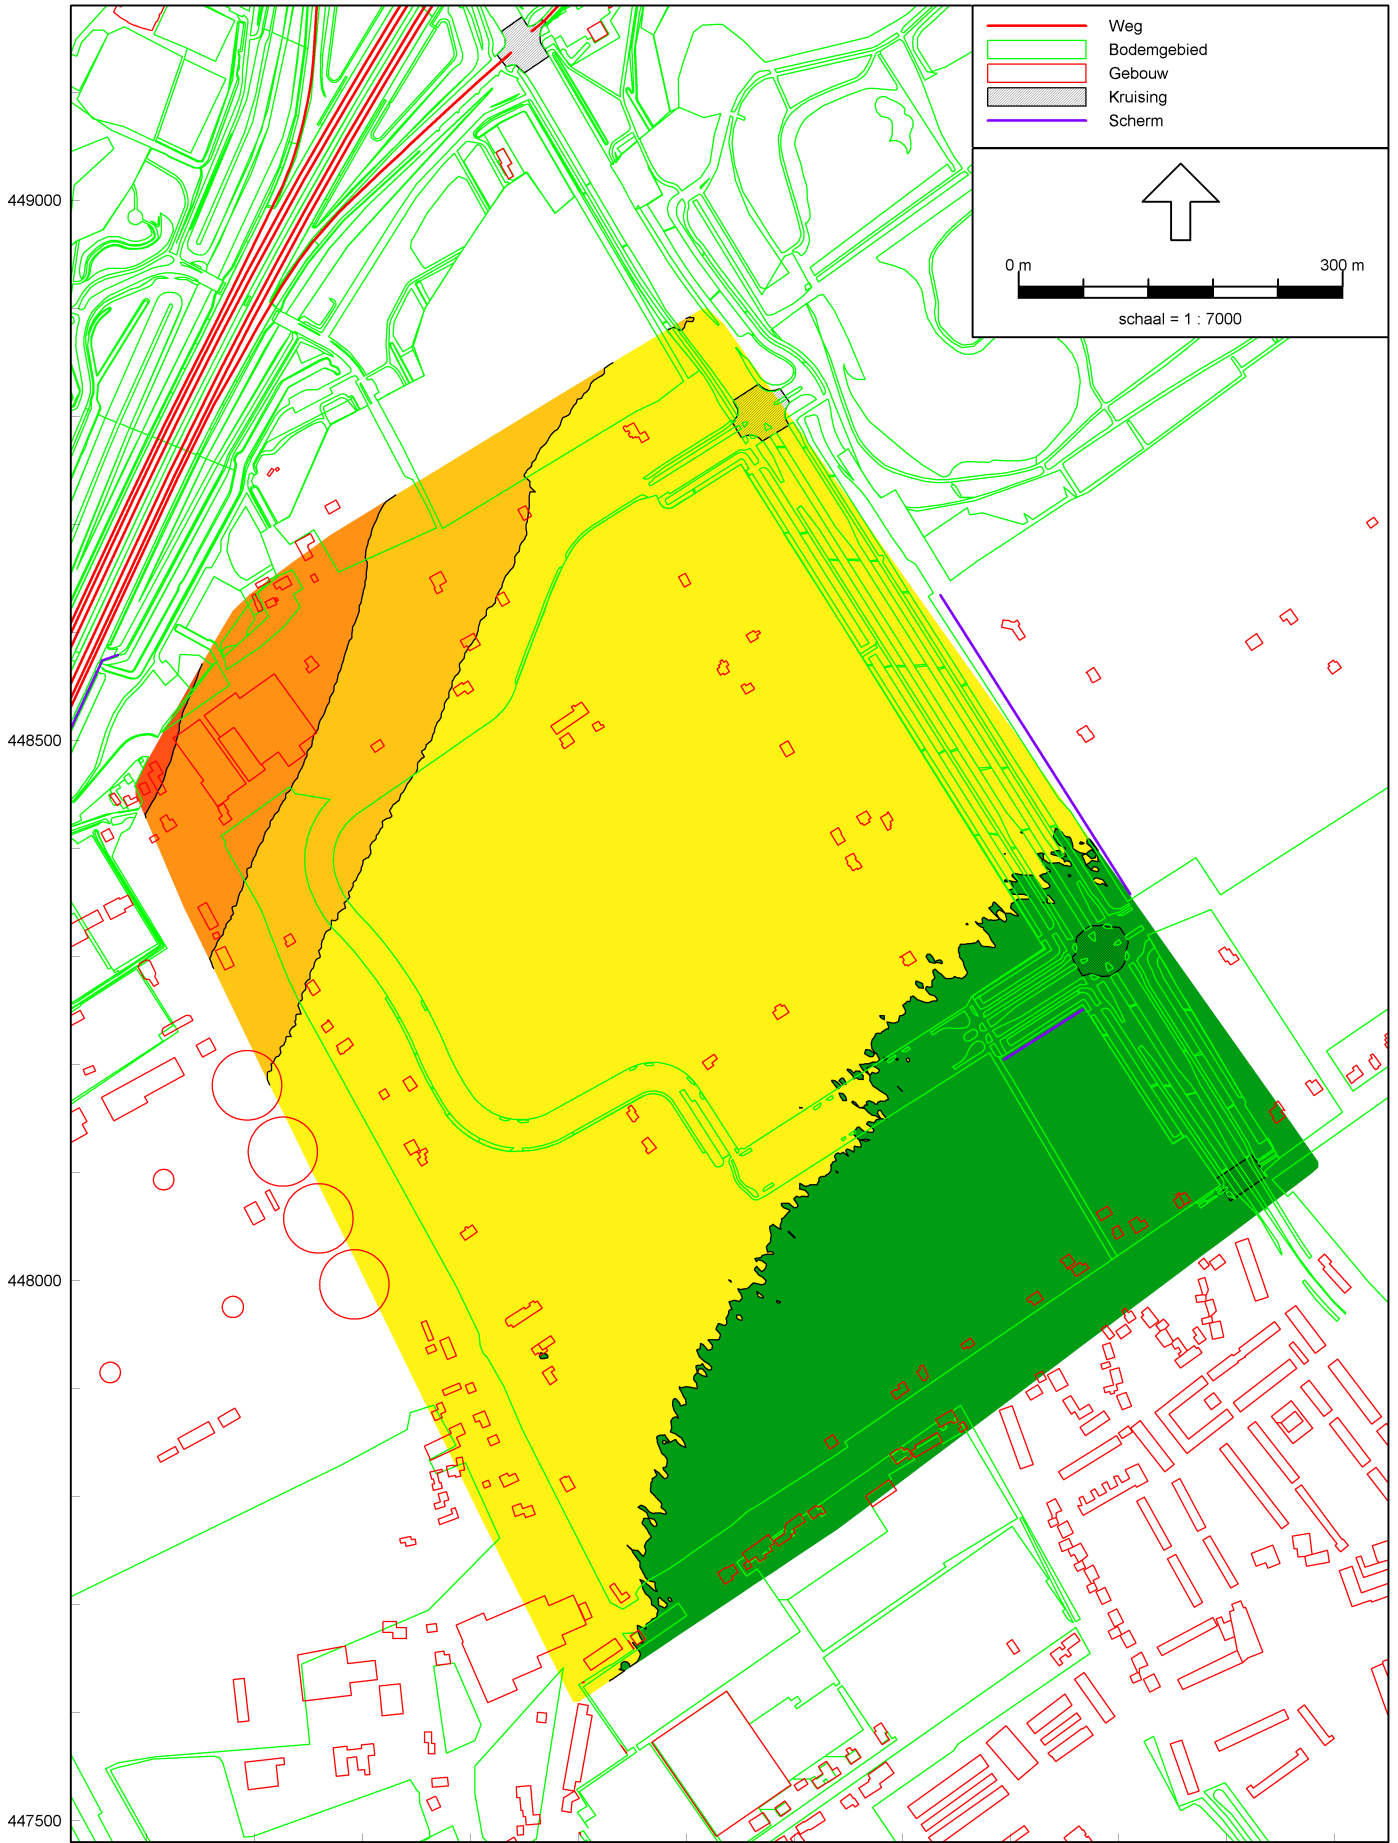 Weg
Bodemgebied
Gebouw
Kruising
Scherm
0 m 300 m
schaal = 1 : 7000
449000
448500
448000
447500